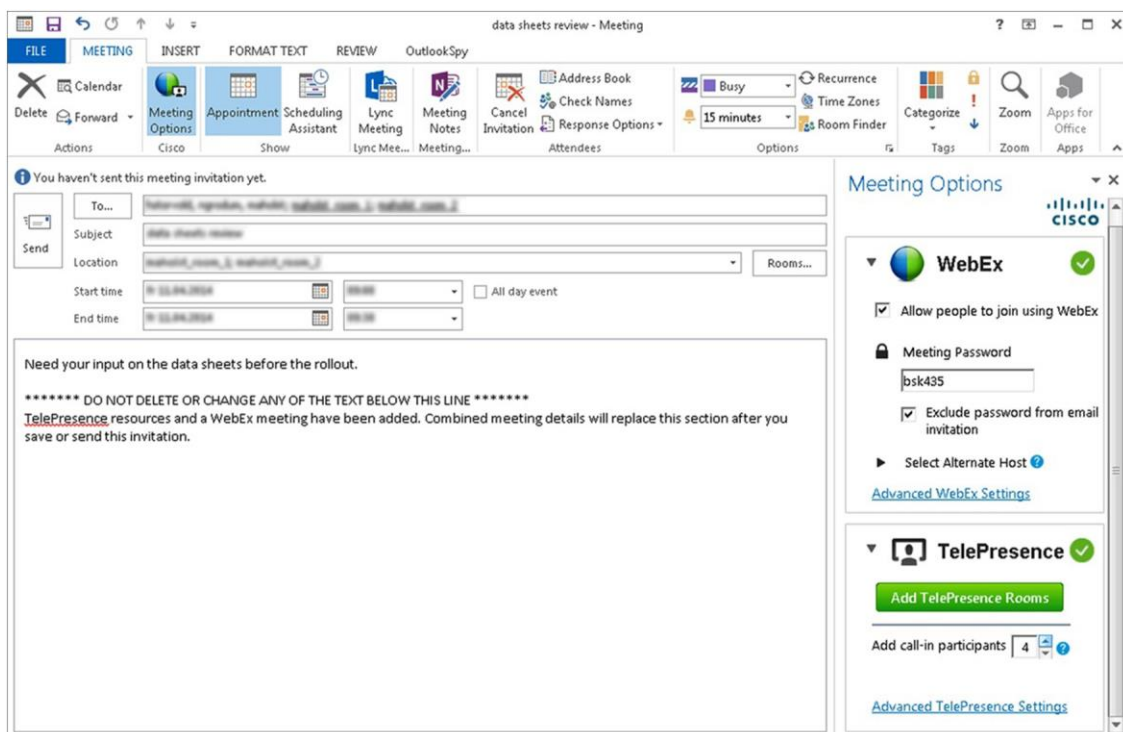 data sheets review - Meeting
FILE MEETING INSERT FORMAT TEXT REVIEW OutlookSpy
Delete
Calendar
Forward
Actions
Meeting Options
Cisco
Appointment
Scheduling Assistant
Show
Lync Meeting
Lync Mee...
Meeting Notes
Meeting...
Cancel Invitation
Address Book
Check Names
Response Options
Attendees
Busy
15 minutes
Recurrence
Time Zones
Room Finder
Options
Categorize
Tags
Zoom
Zoom
Apps for Office
Apps
You haven't sent this meeting invitation yet.
Send
To...
Subject
data sheets review
Location
Rooms...
Start time
All day event
End time
Need your input on the data sheets before the rollout.
******* DO NOT DELETE OR CHANGE ANY OF THE TEXT BELOW THIS LINE *******
TelePresence resources and a WebEx meeting have been added. Combined meeting details will replace this section after you
save or send this invitation.
Meeting Options
CISCO
WebEx
Allow people to join using WebEx
Meeting Password
bsk435
Exclude password from email
invitation
Select Alternate Host
Advanced WebEx Settings
TelePresence
Add TelePresence Rooms
Add call-in participants 4
Advanced TelePresence Settings